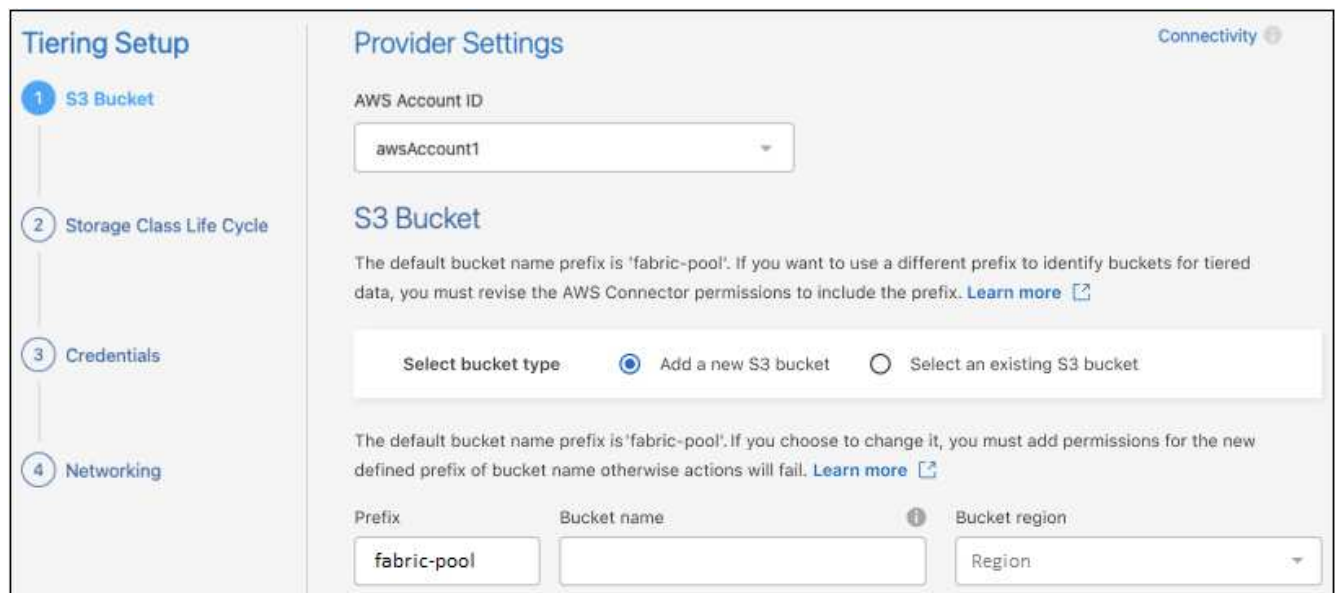 Tiering Setup
1 S3 Bucket
2 Storage Class Life Cycle
3 Credentials
4 Networking
Provider Settings
Connectivity
AWS Account ID
awsAccount1
S3 Bucket
The default bucket name prefix is 'fabric-pool'. If you want to use a different prefix to identify buckets for tiered
data, you must revise the AWS Connector permissions to include the prefix. Learn more
Select bucket type Add a new S3 bucket Select an existing S3 bucket
The default bucket name prefix is 'fabric-pool'. If you choose to change it, you must add permissions for the new
defined prefix of bucket name otherwise actions will fail. Learn more
Prefix Bucket name Bucket region
fabric-pool Region